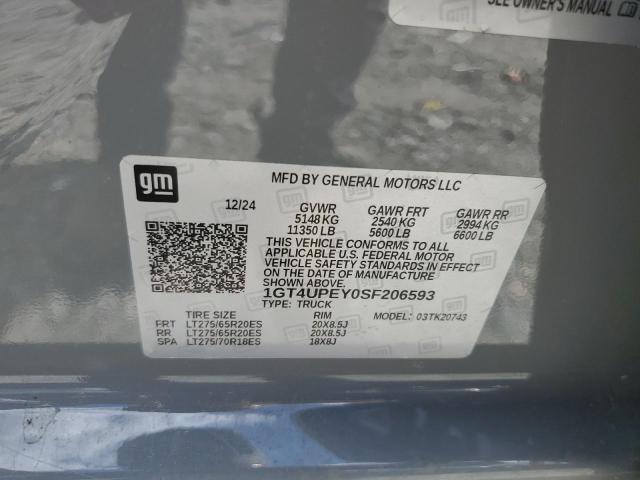 SEE OWNER'S MANUAL
gm
MFD BY GENERAL MOTORS LLC
12/24 GVWR GAWR FRT GAWR RR
5148 KG 2540 KG 2994 KG
11350 LB 5600 LB 6600 LB
THIS VEHICLE CONFORMS TO ALL
APPLICABLE U.S. FEDERAL MOTOR
VEHICLE SAFETY STANDARDS IN EFFECT
ON THE DATE OF MANUFACTURE
SHOWN ABOVE.
1GT4UPEY0SF206593
TYPE: TRUCK
TIRE SIZE RIM MODEL: 03TK20743
FRT LT275/65R20ES 20X8.5J
RR LT275/65R20ES 20X8.5J
SPA LT275/70R18ES 18X8J